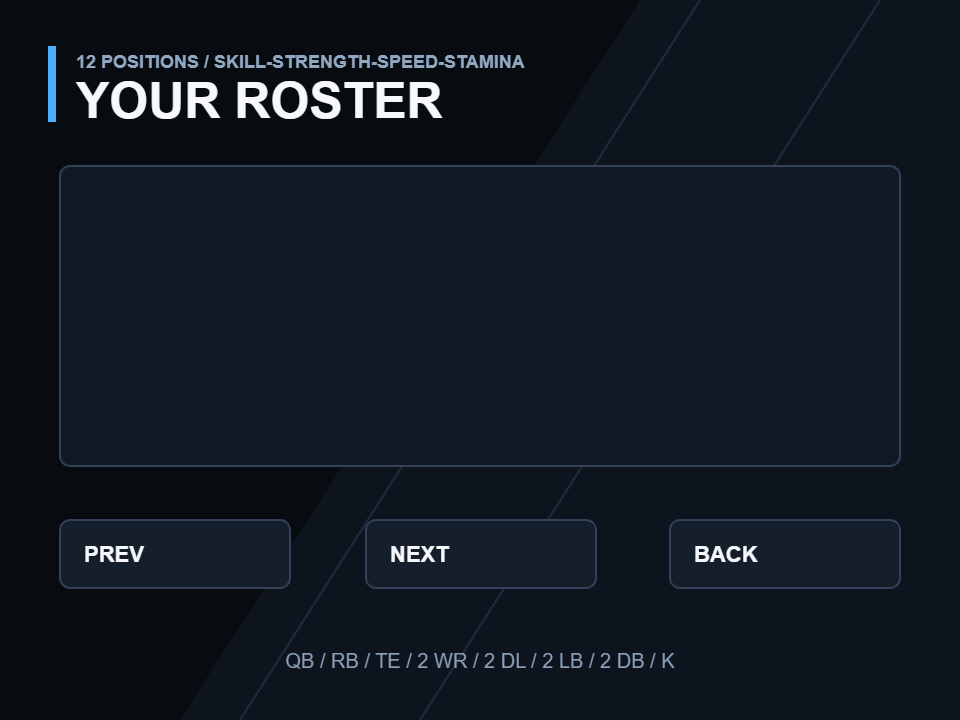 12 POSITIONS / SKILL-STRENGTH-SPEED-STAMINA
YOUR ROSTER
PREV
NEXT
BACK
QB / RB / TE / 2 WR / 2 DL / 2 LB / 2 DB / K